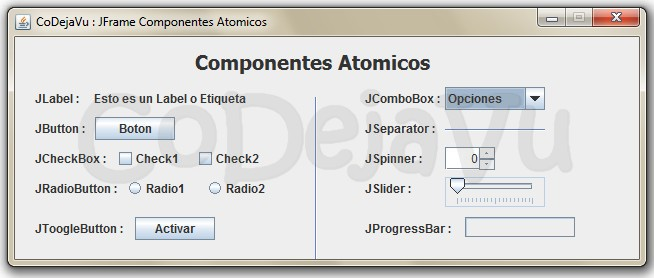 CoDejaVu : JFrame Componentes Atomicos
Componentes Atomicos
JLabel : Esto es un Label o Etiqueta
JButton : Boton
JCheckBox : Check1 Check2
JRadioButton : Radio1 Radio2
JToogleButton : Activar
JComboBox : Opciones
JSeparator :
JSpinner : 0
JSlider :
JProgressBar :
CoDejaVu